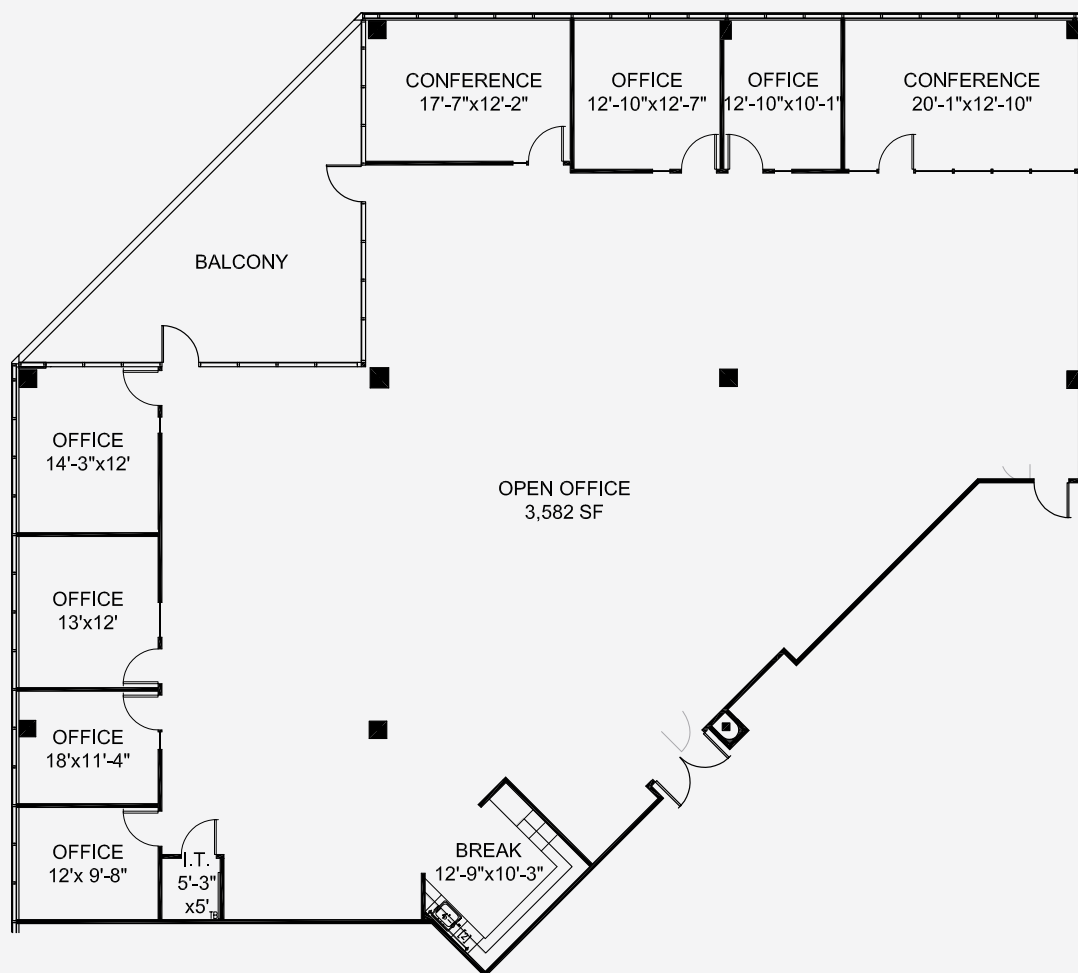 CONFERENCE
17'-7"x12'-2"
OFFICE
12'-10"x12'-7"
OFFICE
12'-10"x10'-1"
CONFERENCE
20'-1"x12'-10"
BALCONY
OFFICE
14'-3"x12'
OPEN OFFICE
3,582 SF
OFFICE
13'x12'
OFFICE
18'x11'-4"
OFFICE
12'x 9'-8"
I.T.
5'-3"
x5'
TB
BREAK
12'-9"x10'-3"